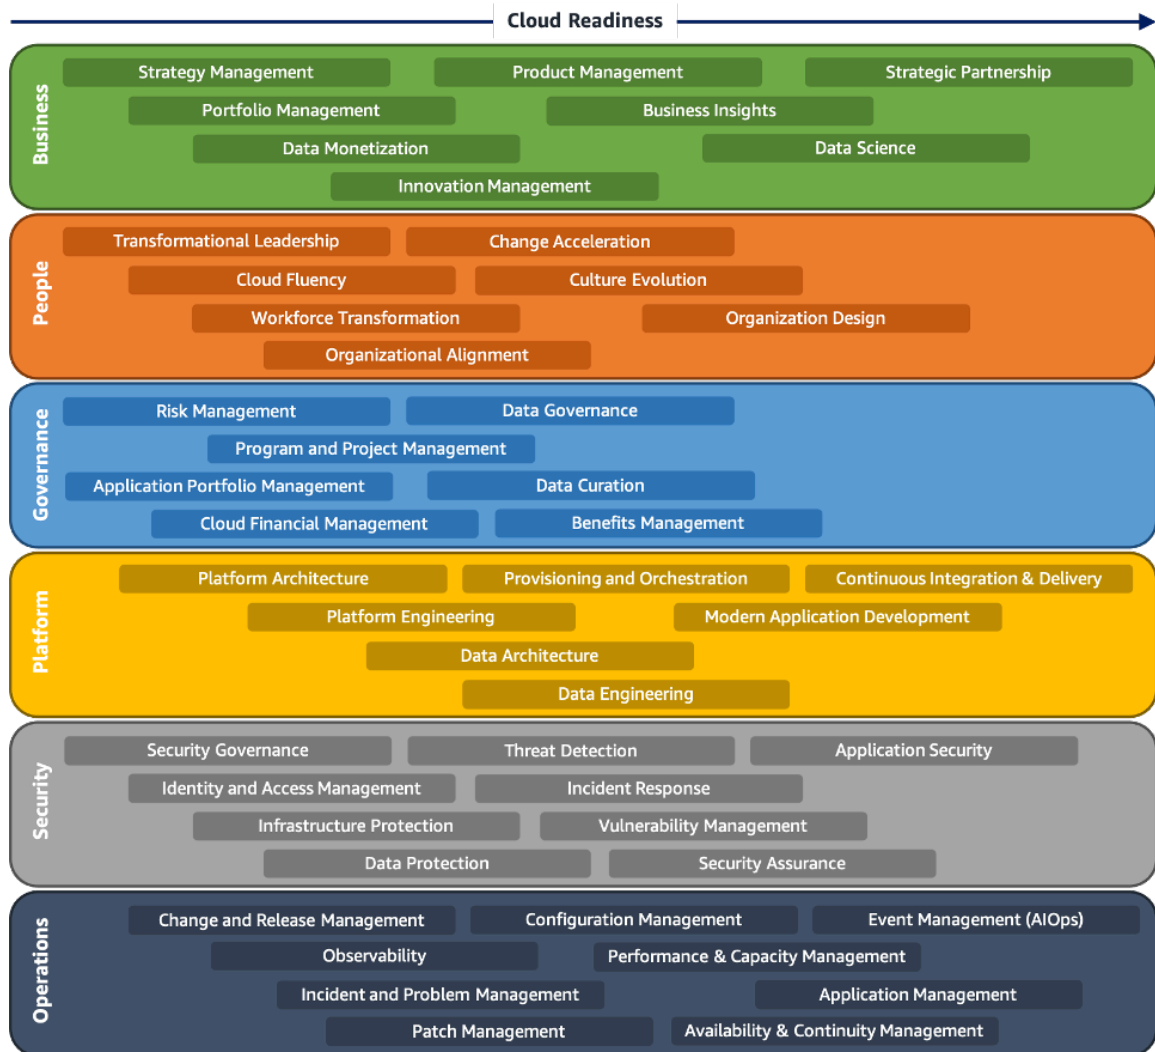 Cloud Readiness
Business
Strategy Management
Product Management
Strategic Partnership
Portfolio Management
Business Insights
Data Monetization
Data Science
Innovation Management
People
Transformational Leadership
Change Acceleration
Cloud Fluency
Culture Evolution
Workforce Transformation
Organization Design
Organizational Alignment
Governance
Risk Management
Data Governance
Program and Project Management
Application Portfolio Management
Data Curation
Cloud Financial Management
Benefits Management
Platform
Platform Architecture
Provisioning and Orchestration
Continuous Integration & Delivery
Platform Engineering
Modern Application Development
Data Architecture
Data Engineering
Security
Security Governance
Threat Detection
Application Security
Identity and Access Management
Incident Response
Infrastructure Protection
Vulnerability Management
Data Protection
Security Assurance
Operations
Change and Release Management
Configuration Management
Event Management (AIOps)
Observability
Performance & Capacity Management
Incident and Problem Management
Application Management
Patch Management
Availability & Continuity Management